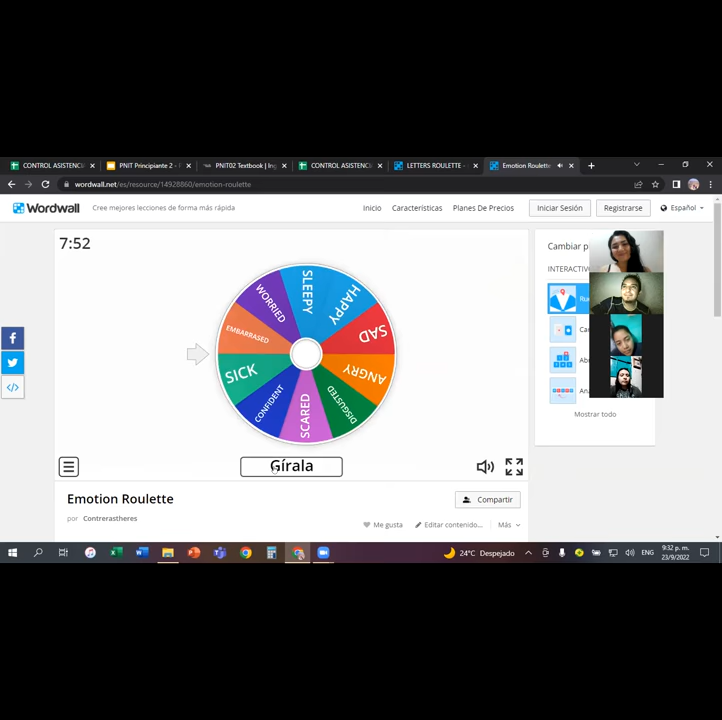 CONTROL ASISTENCI
PNIT Principiante 2 -
PNIT02 Textbook | Ing
CONTROL ASISTENCI
LETTERS ROULETTE -
Emotion Roulette
wordwall.net/es/resource/14928860/emotion-roulette
Wordwall
Cree mejores lecciones de forma más rápida
Inicio
Características
Planes De Precios
Iniciar Sesión
Registrarse
Español
7:52
SLEEPY
HAPPY
SAD
ANGRY
DISGUSTED
SCARED
CONFIDENT
SICK
EMBARRASED
WORRIED
Gírala
Cambiar p
INTERACTIV
Mostrar todo
Emotion Roulette
por Contrerastheres
Compartir
Me gusta
Editar contenido...
Más
24°C Despejado
ENG
9:32 p. m.
23/9/2022